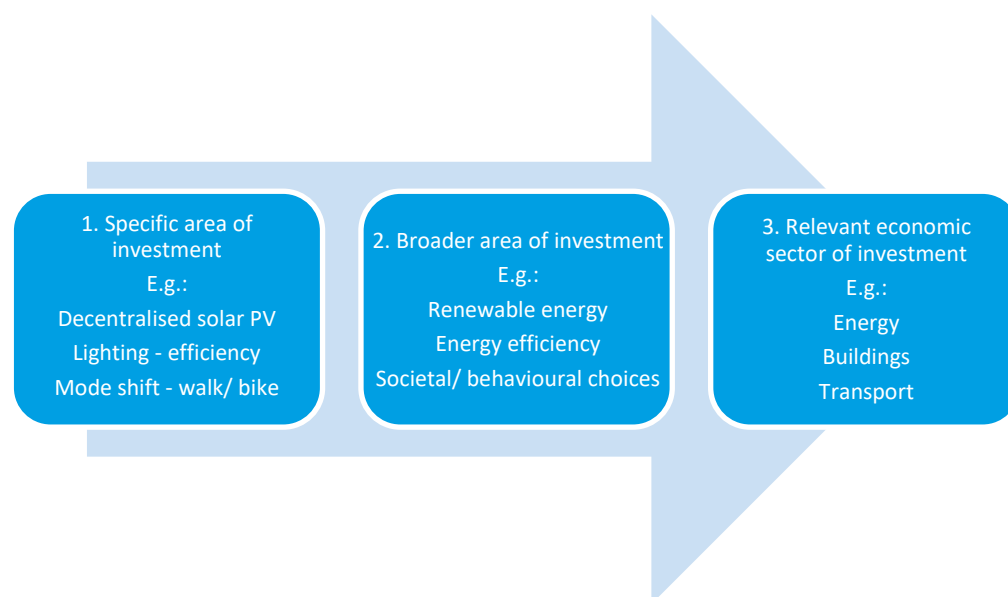 1. Specific area of
investment
E.g.:
Decentralised solar PV
Lighting - efficiency
Mode shift - walk/ bike
2. Broader area of investment
E.g.:
Renewable energy
Energy efficiency
Societal/ behavioural choices
3. Relevant economic
sector of investment
E.g.:
Energy
Buildings
Transport